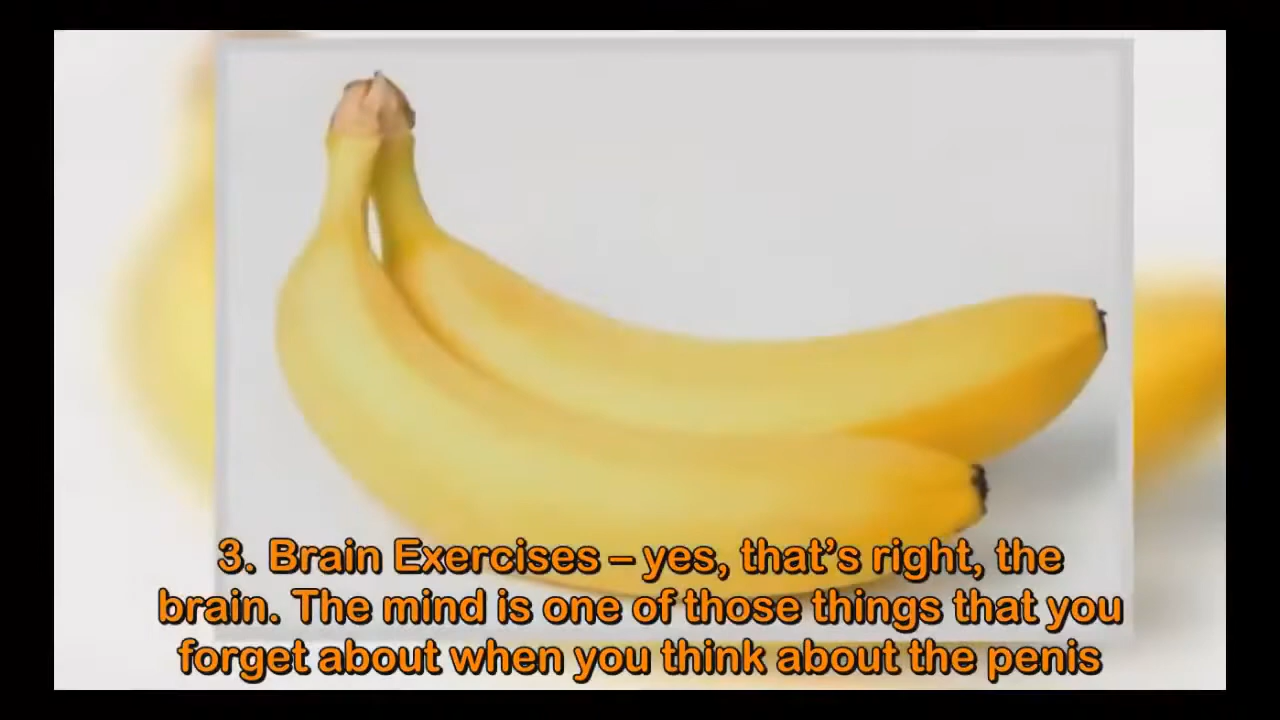 3. Brain Exercises – yes, that’s right, the
brain. The mind is one of those things that you
forget about when you think about the penis